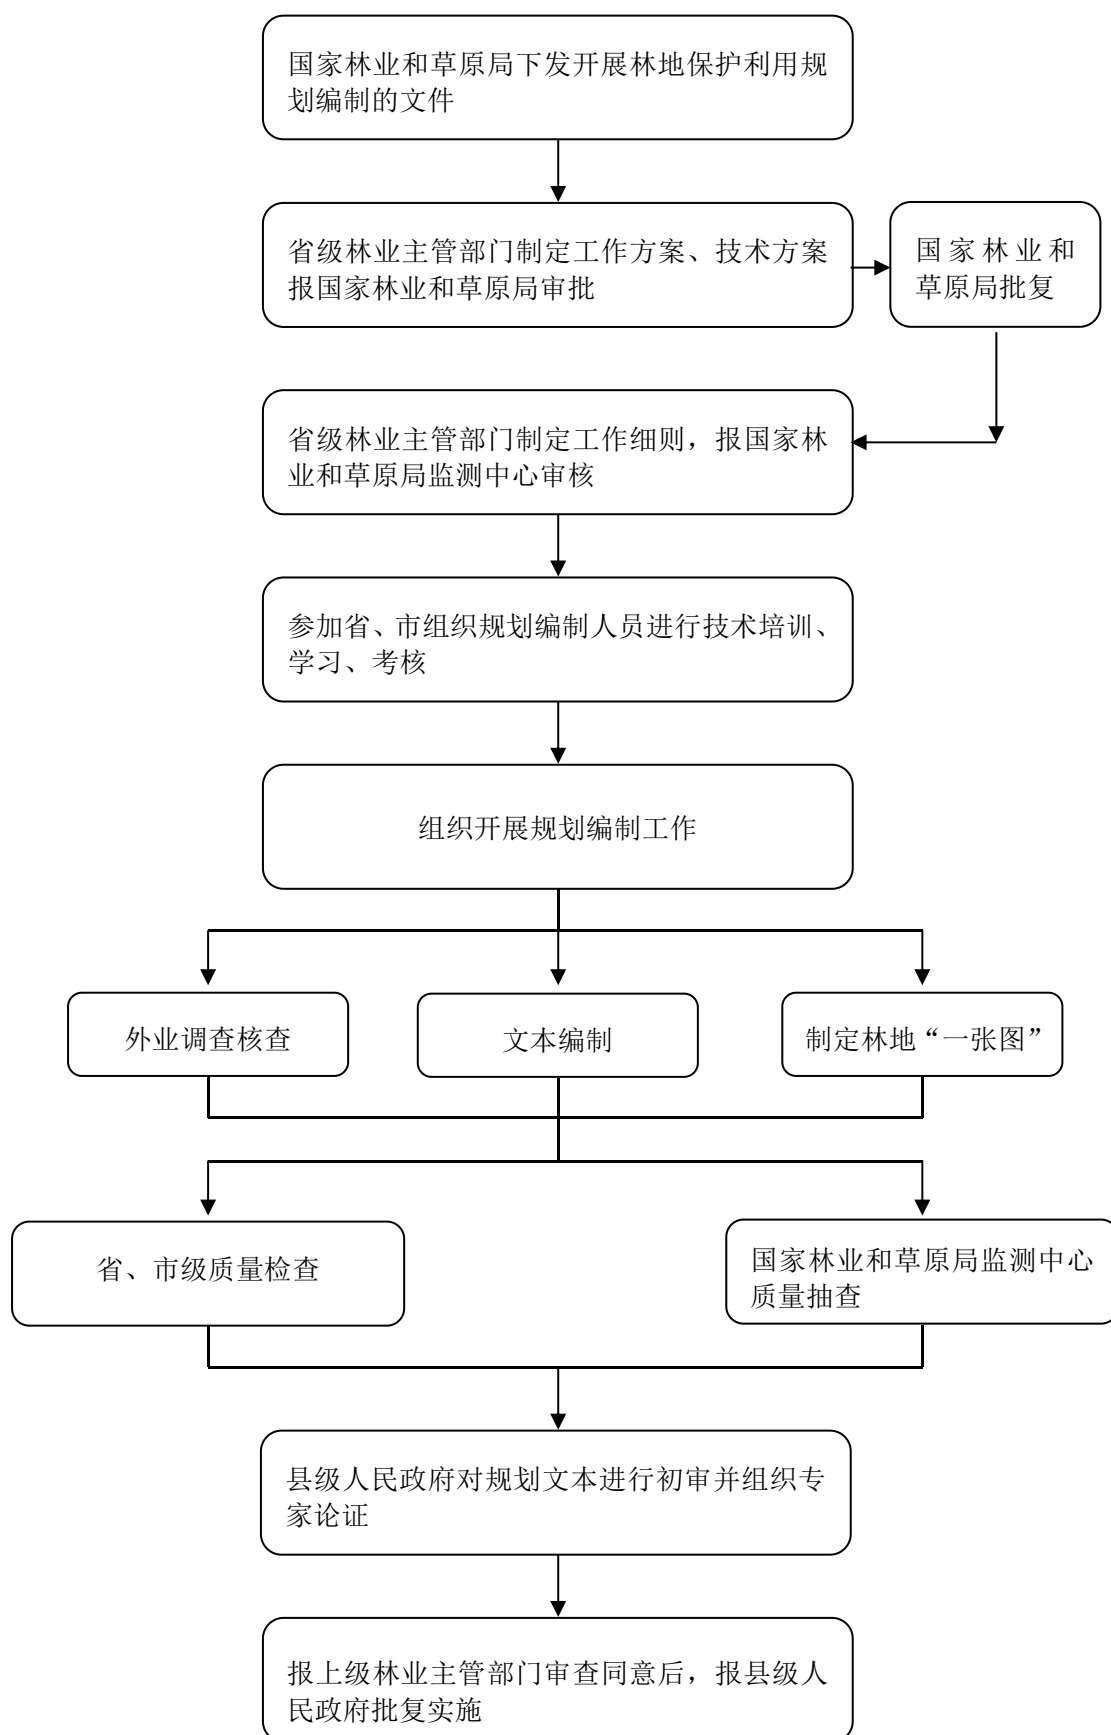 国家林业和草原局下发开展林地保护利用规
划编制的文件
省级林业主管部门制定工作方案、技术方案
报国家林业和草原局审批
国家林业和
草原局批复
省级林业主管部门制定工作细则，报国家林
业和草原局监测中心审核
参加省、市组织规划编制人员进行技术培训、
学习、考核
组织开展规划编制工作
外业调查核查
文本编制
制定林地“一张图”
省、市级质量检查
国家林业和草原局监测中心
质量抽查
县级人民政府对规划文本进行初审并组织专
家论证
报上级林业主管部门审查同意后，报县级人
民政府批复实施